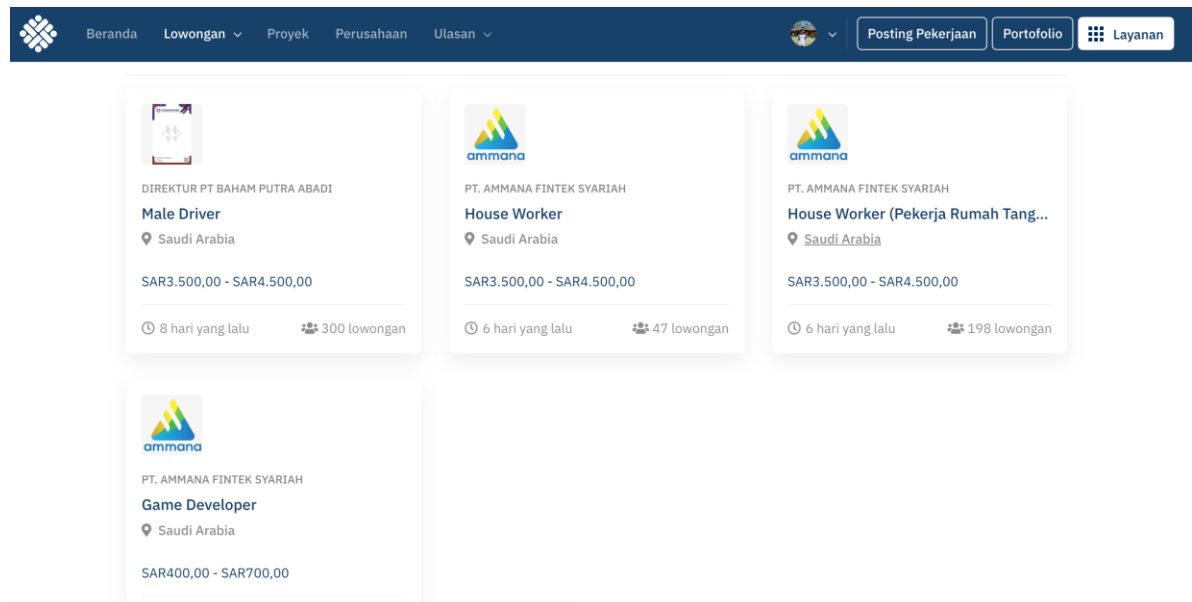 Beranda Lowongan Proyek Perusahaan Ulasan Posting Pekerjaan Portofolio Layanan
DIREKTUR PT BAHAM PUTRA ABADI
Male Driver
Saudi Arabia
SAR3.500,00 - SAR4.500,00
8 hari yang lalu 300 lowongan
ammana
PT. AMMANA FINTEK SYARIAH
House Worker
Saudi Arabia
SAR3.500,00 - SAR4.500,00
6 hari yang lalu 47 lowongan
ammana
PT. AMMANA FINTEK SYARIAH
House Worker (Pekerja Rumah Tang...
Saudi Arabia
SAR3.500,00 - SAR4.500,00
6 hari yang lalu 198 lowongan
ammana
PT. AMMANA FINTEK SYARIAH
Game Developer
Saudi Arabia
SAR400,00 - SAR700,00